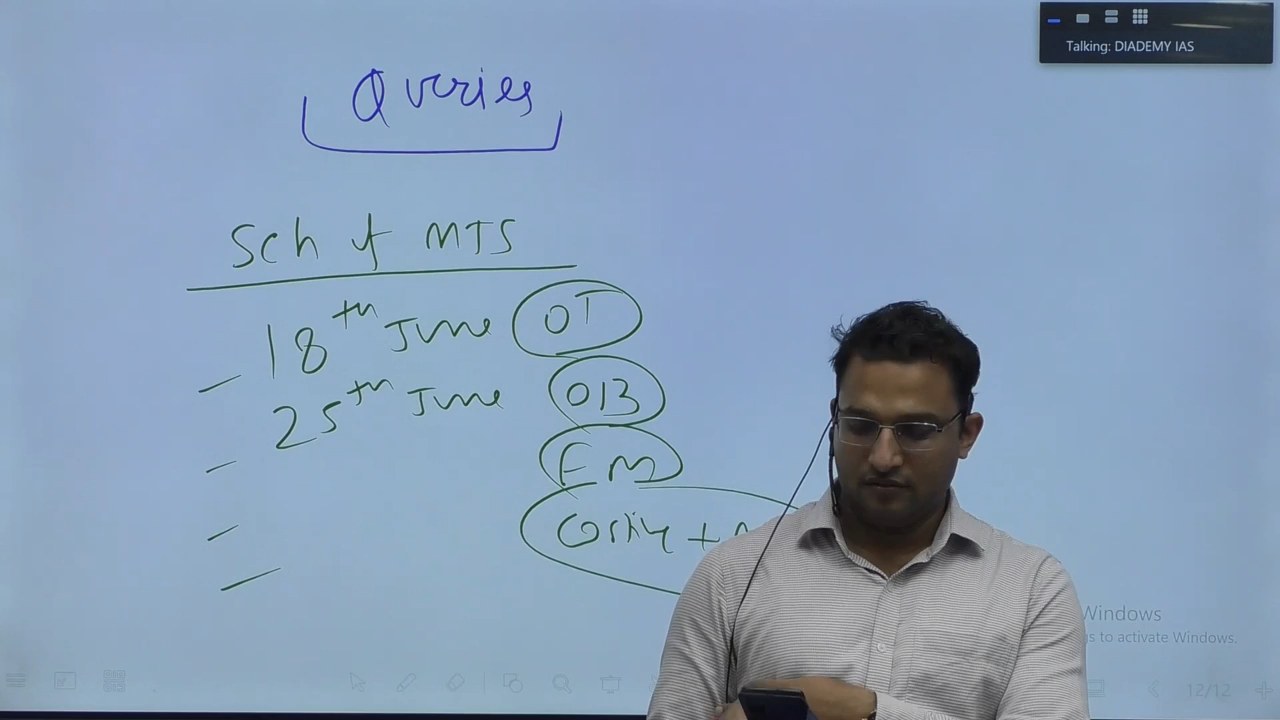 Talking: DIADEMY IAS
Queries
Sch of MTS
18th June OT
25th June OB
FM
+
Windows
s to activate Windows.
12/12